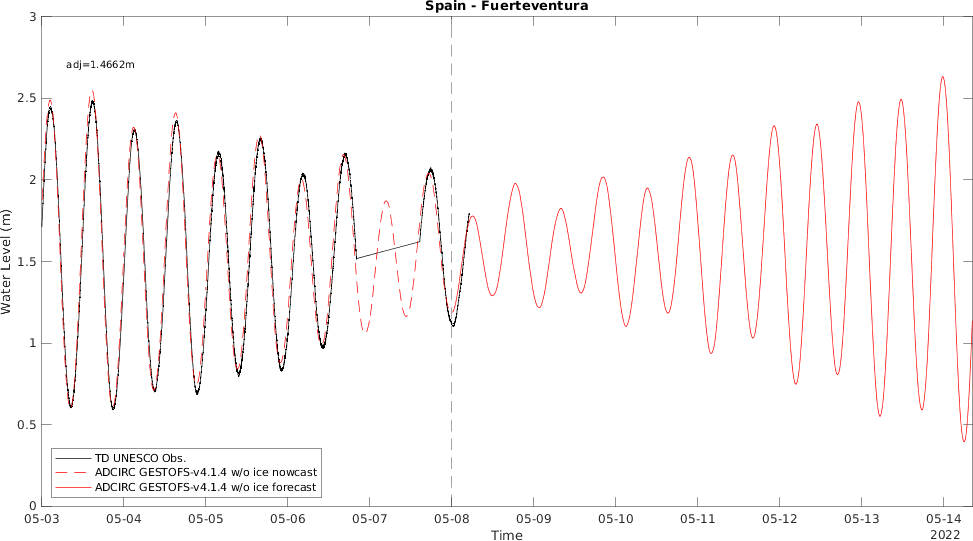 Spain - Fuerteventura
adj=1.4662m
Water Level (m)
3
2.5
2
1.5
1
0.5
0
TD UNESCO Obs.
ADCIRC GESTOFS-v4.1.4 w/o ice nowcast
ADCIRC GESTOFS-v4.1.4 w/o ice forecast
05-03 05-04 05-05 05-06 05-07 05-08 05-09 05-10 05-11 05-12 05-13 05-14
Time
2022